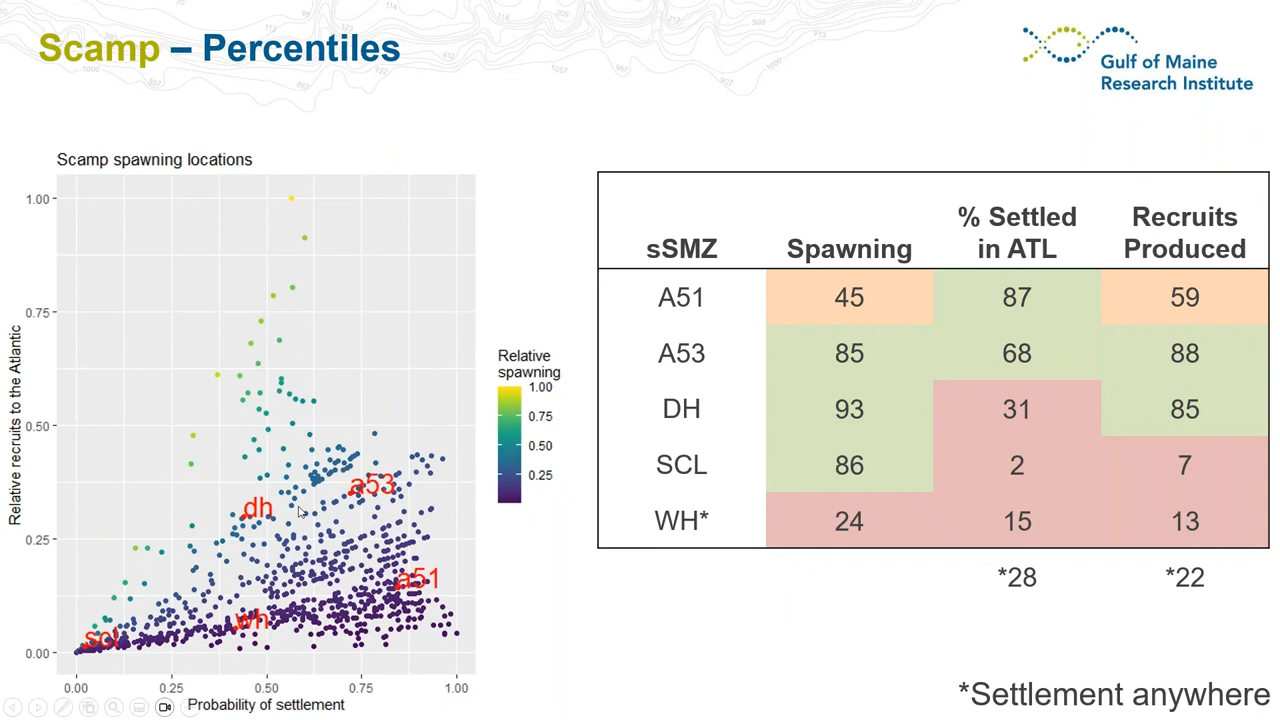 Scamp – Percentiles
Gulf of Maine
Research Institute
Scamp spawning locations
Relative recruits to the Atlantic
1.00
0.75
0.50
0.25
0.00
a53
dh
a51
wh
scl
0.00 0.25 0.50 0.75 1.00
Probability of settlement
Relative
spawning
1.00
0.75
0.50
0.25
sSMZ Spawning % Settled in ATL Recruits Produced
A51 45 87 59
A53 85 68 88
DH 93 31 85
SCL 86 2 7
WH* 24 15 13
*28 *22
*Settlement anywhere